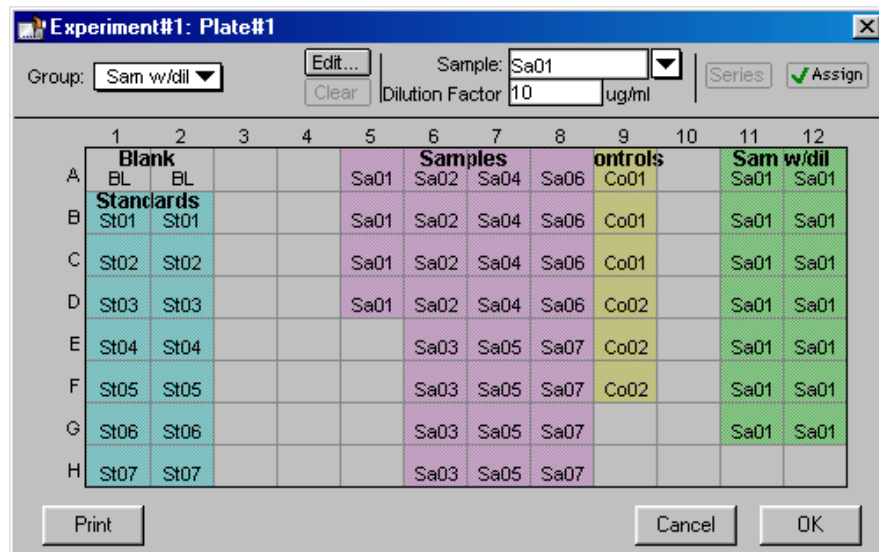 Experiment#1: Plate#1
Group: Sam w/dil Edit... Sample: Sa01 Series Assign
Clear Dilution Factor 10 ug/ml
1 2 3 4 5 6 7 8 9 10 11 12
Blank Samples ontrols Sam w/dil
A BL BL Sa01 Sa02 Sa04 Sa06 Co01 Sa01 Sa01
Standards
B St01 St01 Sa01 Sa02 Sa04 Sa06 Co01 Sa01 Sa01
C St02 St02 Sa01 Sa02 Sa04 Sa06 Co01 Sa01 Sa01
D St03 St03 Sa01 Sa02 Sa04 Sa06 Co02 Sa01 Sa01
E St04 St04 Sa03 Sa05 Sa07 Co02 Sa01 Sa01
F St05 St05 Sa03 Sa05 Sa07 Co02 Sa01 Sa01
G St06 St06 Sa03 Sa05 Sa07 Sa01 Sa01
H St07 St07 Sa03 Sa05 Sa07
Print Cancel OK